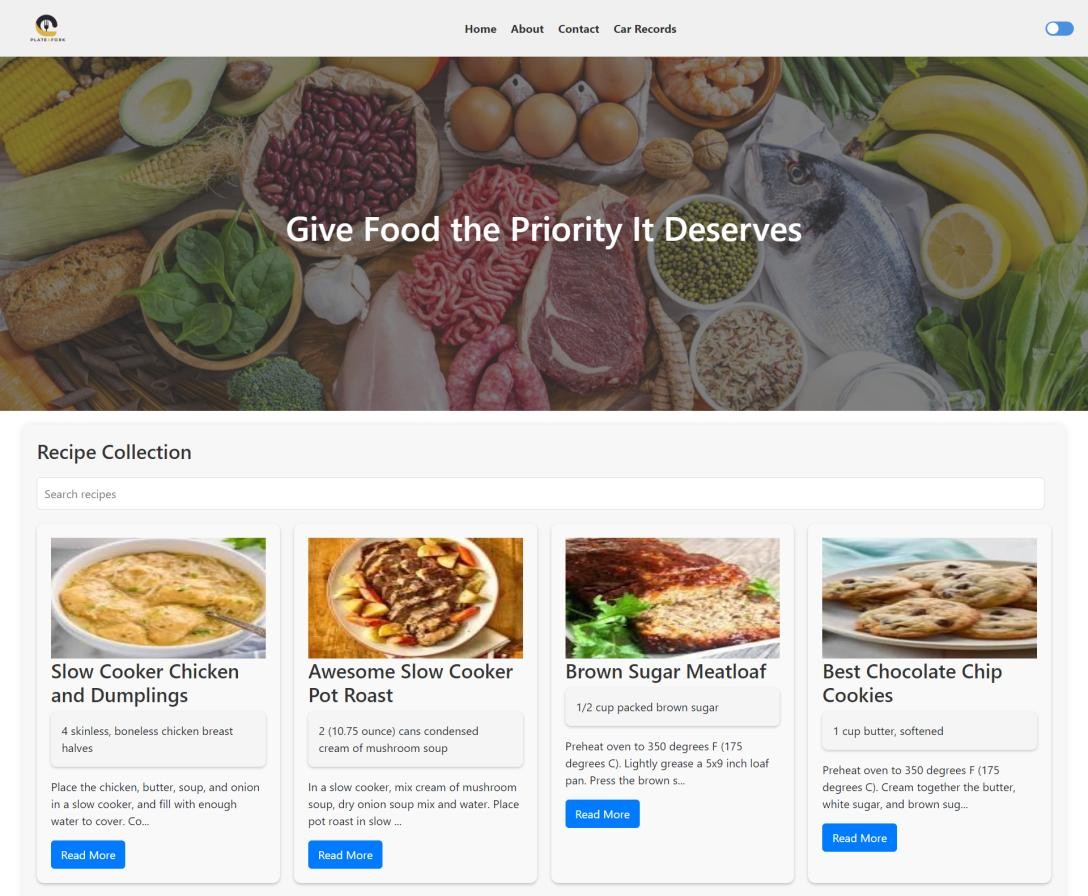 PLATE&FORK
Home About Contact Car Records
Give Food the Priority It Deserves
Recipe Collection
Search recipes
Slow Cooker Chicken
and Dumplings
4 skinless, boneless chicken breast
halves
Place the chicken, butter, soup, and onion
in a slow cooker, and fill with enough
water to cover. Co...
Read More
Awesome Slow Cooker
Pot Roast
2 (10.75 ounce) cans condensed
cream of mushroom soup
In a slow cooker, mix cream of mushroom
soup, dry onion soup mix and water. Place
pot roast in slow ...
Read More
Brown Sugar Meatloaf
1/2 cup packed brown sugar
Preheat oven to 350 degrees F (175
degrees C). Lightly grease a 5x9 inch loaf
pan. Press the brown s...
Read More
Best Chocolate Chip
Cookies
1 cup butter, softened
Preheat oven to 350 degrees F (175
degrees C). Cream together the butter,
white sugar, and brown sug...
Read More